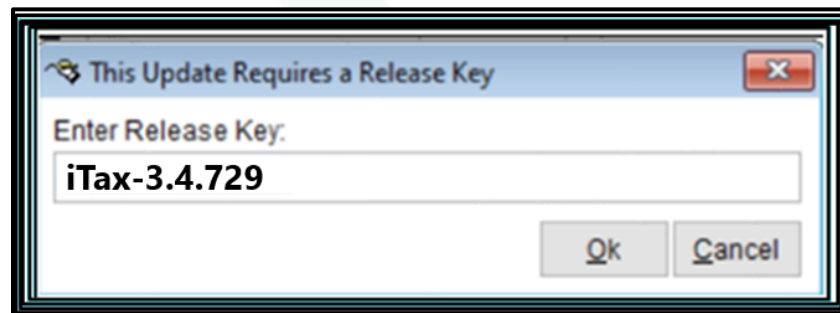 This Update Requires a Release Key
Enter Release Key:
iTax-3.4.729
Ok
Cancel